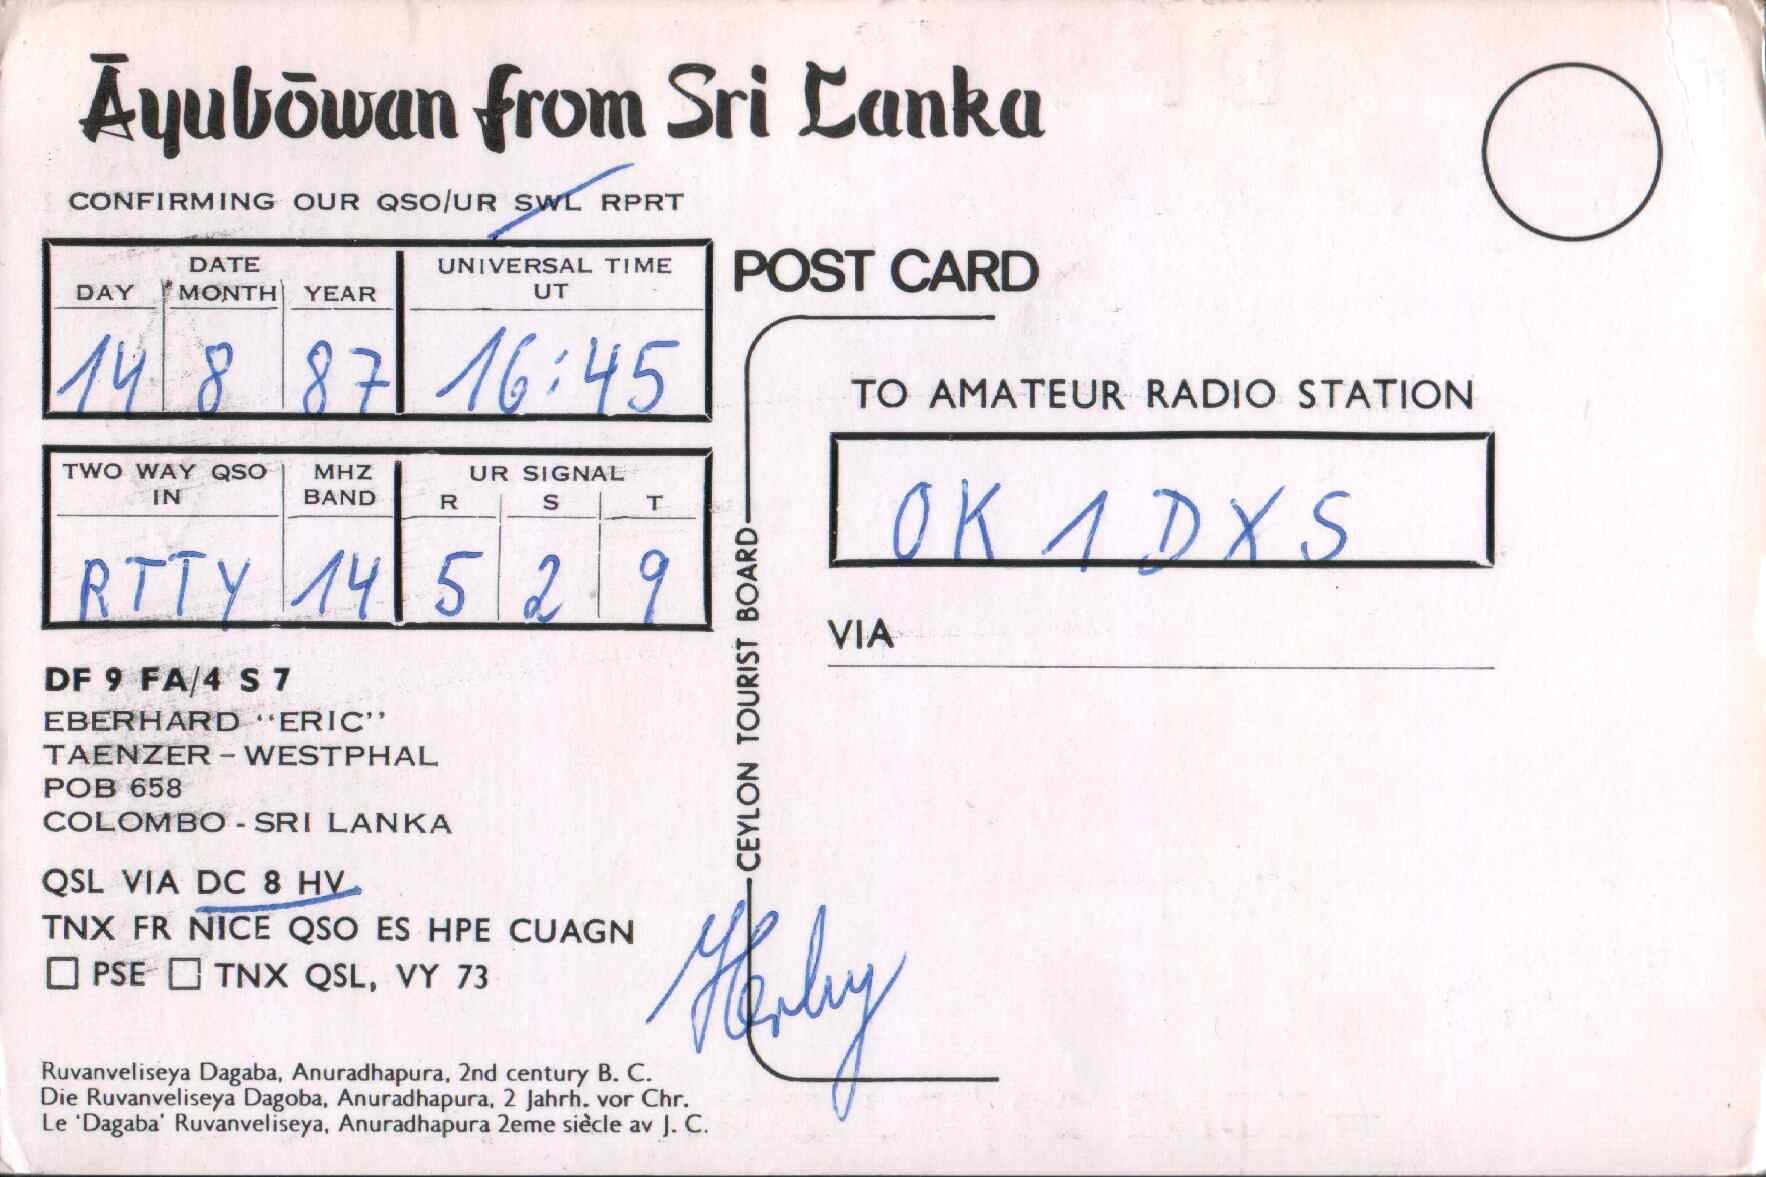 Āyubōwan from Sri Lanka
CONFIRMING OUR QSO/UR SWL RPRT
DATE
DAY MONTH YEAR
UNIVERSAL TIME
UT
14 8 87 16:45
TWO WAY QSO
IN
MHZ
BAND
UR SIGNAL
R S T
RTTY 14 5 2 9
DF 9 FA/4 S 7
EBERHARD "ERIC"
TAENZER – WESTPHAL
POB 658
COLOMBO - SRI LANKA
QSL VIA DC 8 HV
TNX FR NICE QSO ES HPE CUAGN
☐ PSE ☐ TNX QSL, VY 73
Ruvanveliseya Dagaba, Anuradhapura, 2nd century B. C.
Die Ruvanveliseya Dagoba, Anuradhapura, 2 Jahrh. vor Chr.
Le 'Dagaba' Ruvanveliseya, Anuradhapura 2eme siècle av J. C.
CEYLON TOURIST BOARD
POST CARD
TO AMATEUR RADIO STATION
OK 1 DXS
VIA